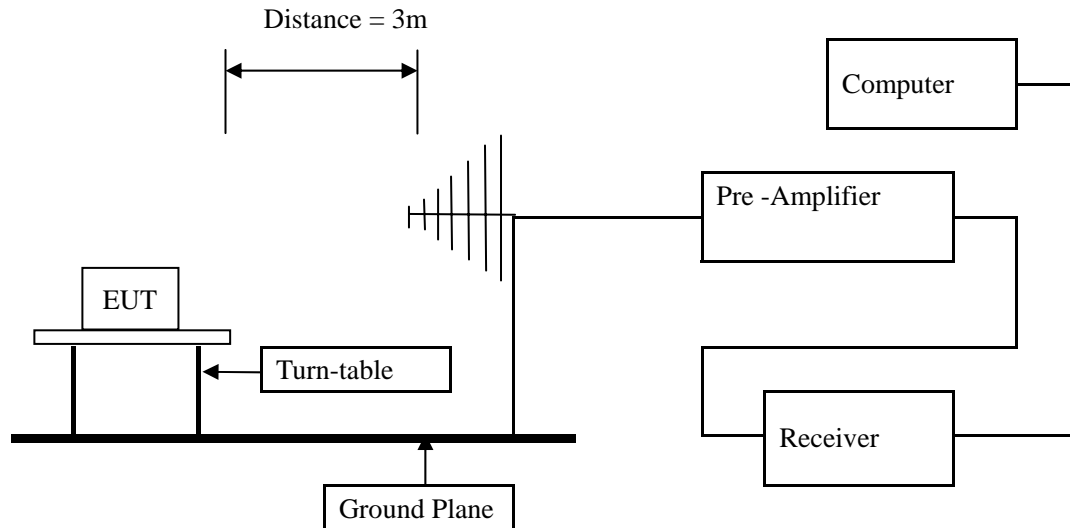 Distance = 3m
Computer
Pre -Amplifier
EUT
Turn-table
Receiver
Ground Plane